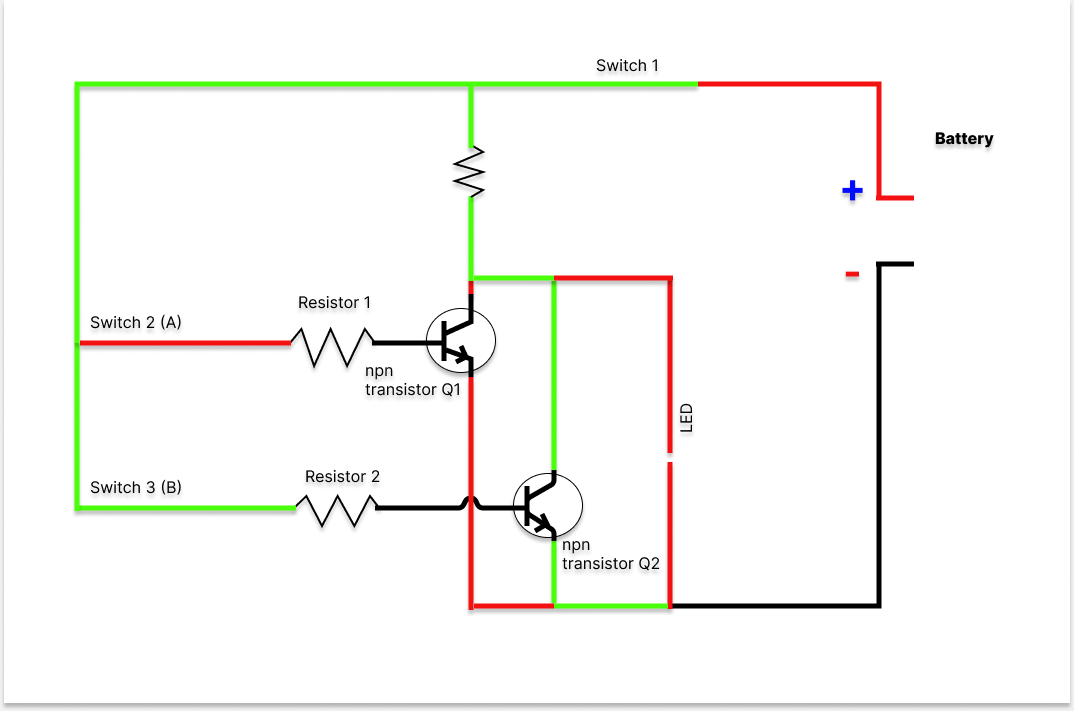 Switch 1
Battery
+
-
Resistor 1
Switch 2 (A)
npn
transistor Q1
LED
Resistor 2
Switch 3 (B)
npn
transistor Q2